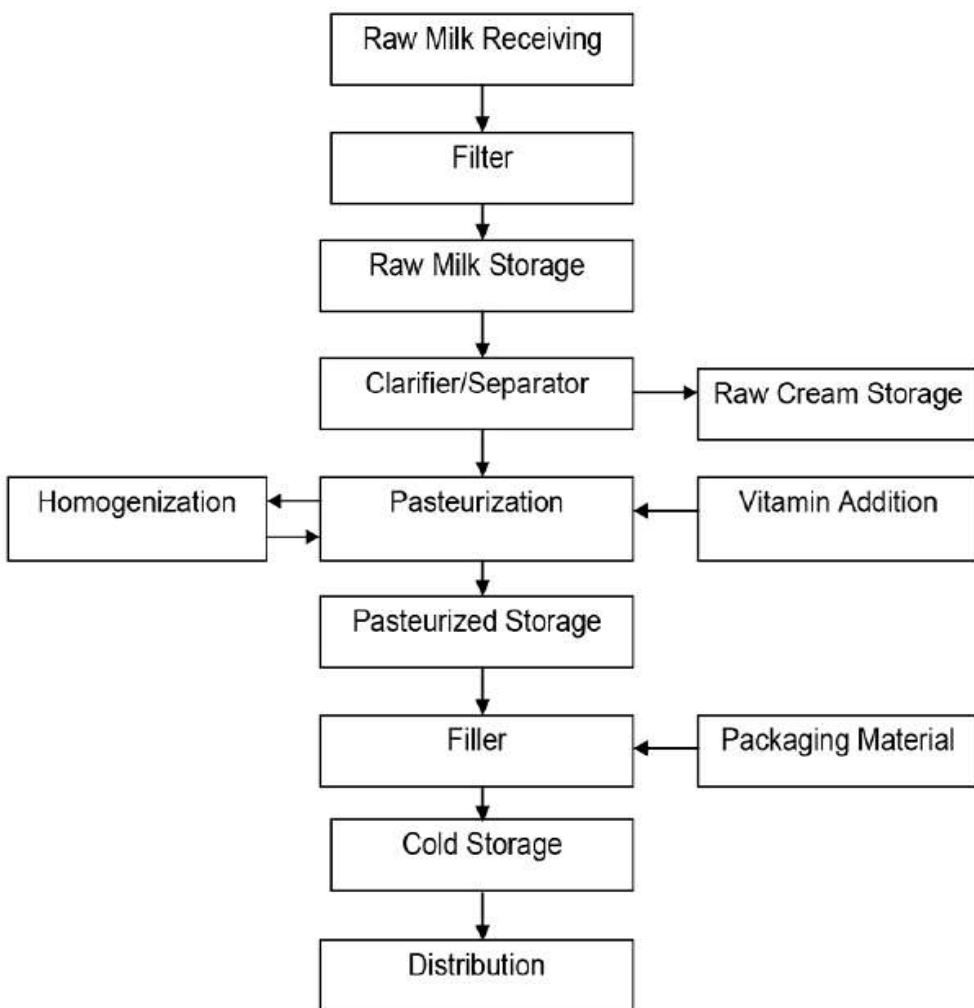 Raw Milk Receiving
Filter
Raw Milk Storage
Clarifier/Separator
Raw Cream Storage
Homogenization
Pasteurization
Vitamin Addition
Pasteurized Storage
Filler
Packaging Material
Cold Storage
Distribution